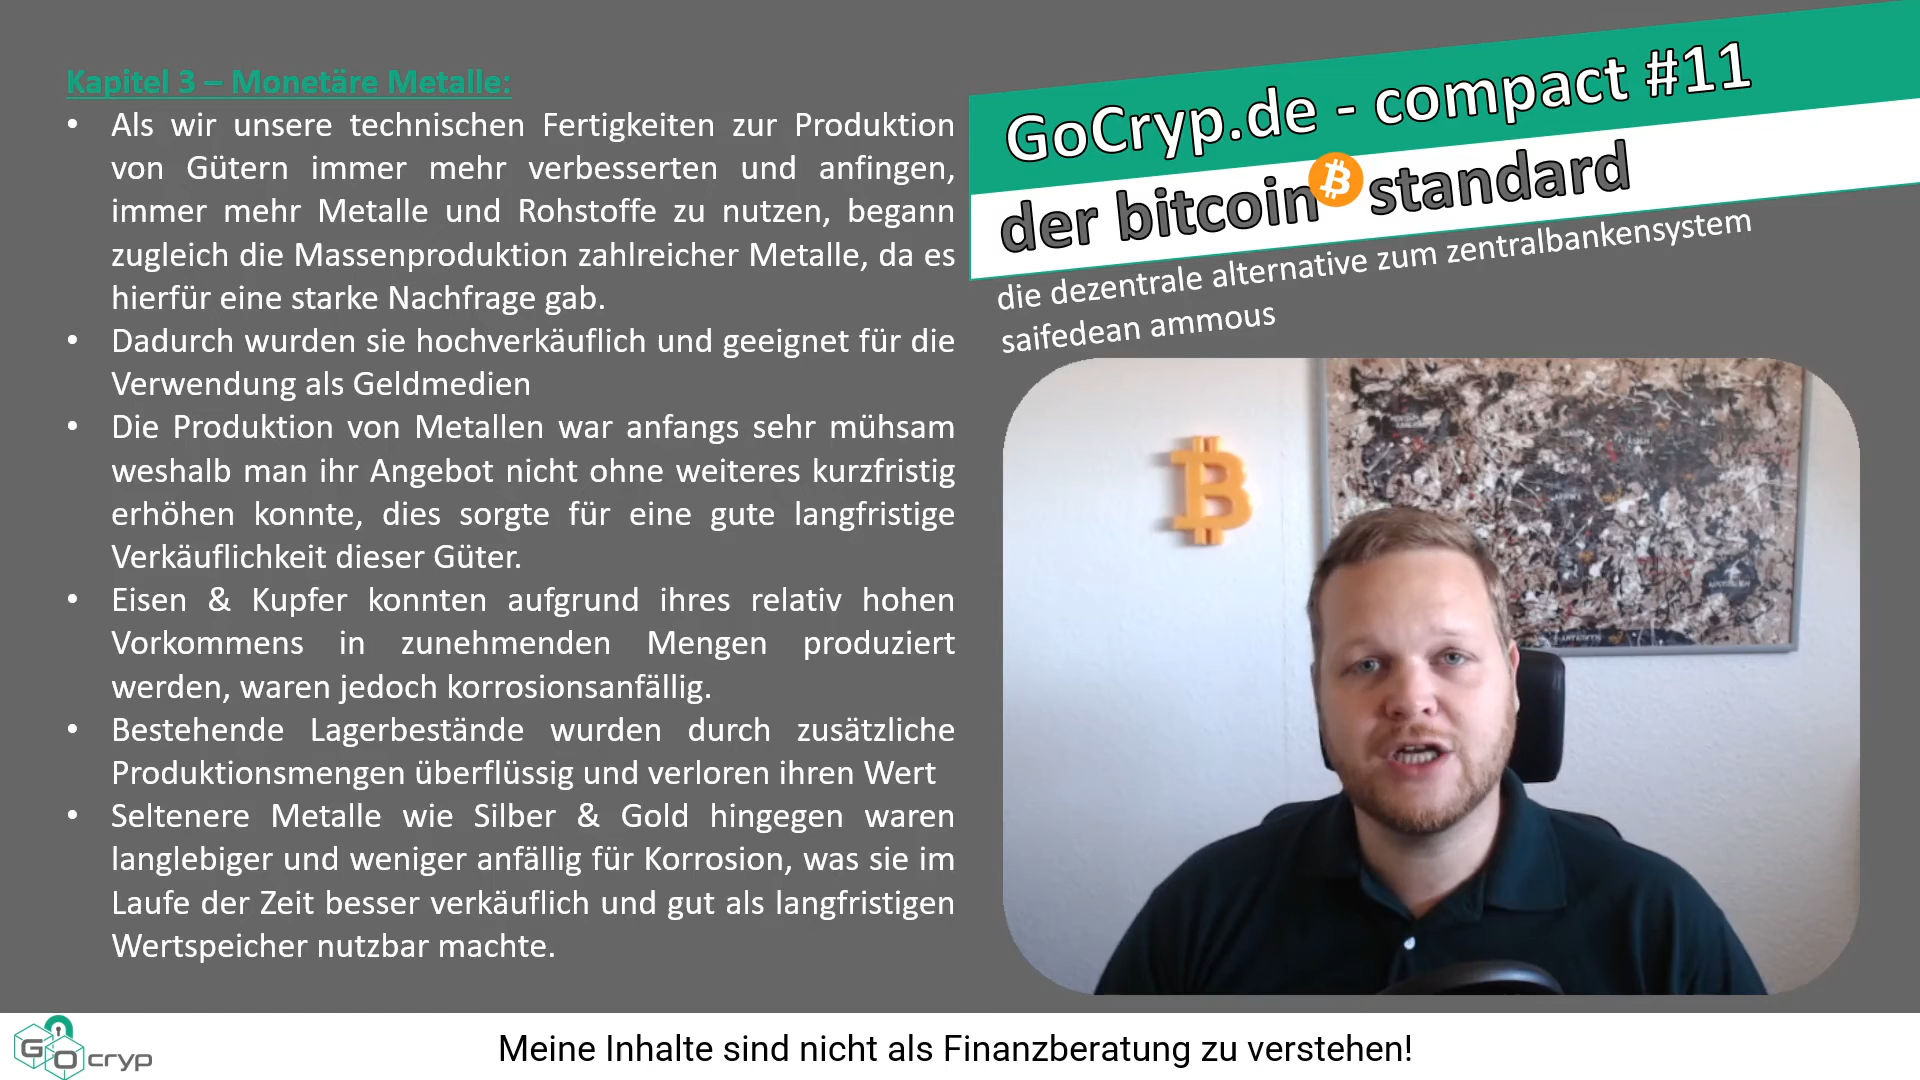 Kapitel 3 – Monetäre Metalle:
• Als wir unsere technischen Fertigkeiten zur Produktion
von Gütern immer mehr verbesserten und anfingen,
immer mehr Metalle und Rohstoffe zu nutzen, begann
zugleich die Massenproduktion zahlreicher Metalle, da es
hierfür eine starke Nachfrage gab.
• Dadurch wurden sie hochverkäuflich und geeignet für die
Verwendung als Geldmedien
• Die Produktion von Metallen war anfangs sehr mühsam
weshalb man ihr Angebot nicht ohne weiteres kurzfristig
erhöhen konnte, dies sorgte für eine gute langfristige
Verkäuflichkeit dieser Güter.
• Eisen & Kupfer konnten aufgrund ihres relativ hohen
Vorkommens in zunehmenden Mengen produziert
werden, waren jedoch korrosionsanfällig.
• Bestehende Lagerbestände wurden durch zusätzliche
Produktionsmengen überflüssig und verloren ihren Wert
• Seltenere Metalle wie Silber & Gold hingegen waren
langlebiger und weniger anfällig für Korrosion, was sie im
Laufe der Zeit besser verkäuflich und gut als langfristigen
Wertspeicher nutzbar machte.
GoCryp.de - compact #11
der bitcoin standard
die dezentrale alternative zum zentralbankensystem
saifedean ammous
GOcryp
Meine Inhalte sind nicht als Finanzberatung zu verstehen!